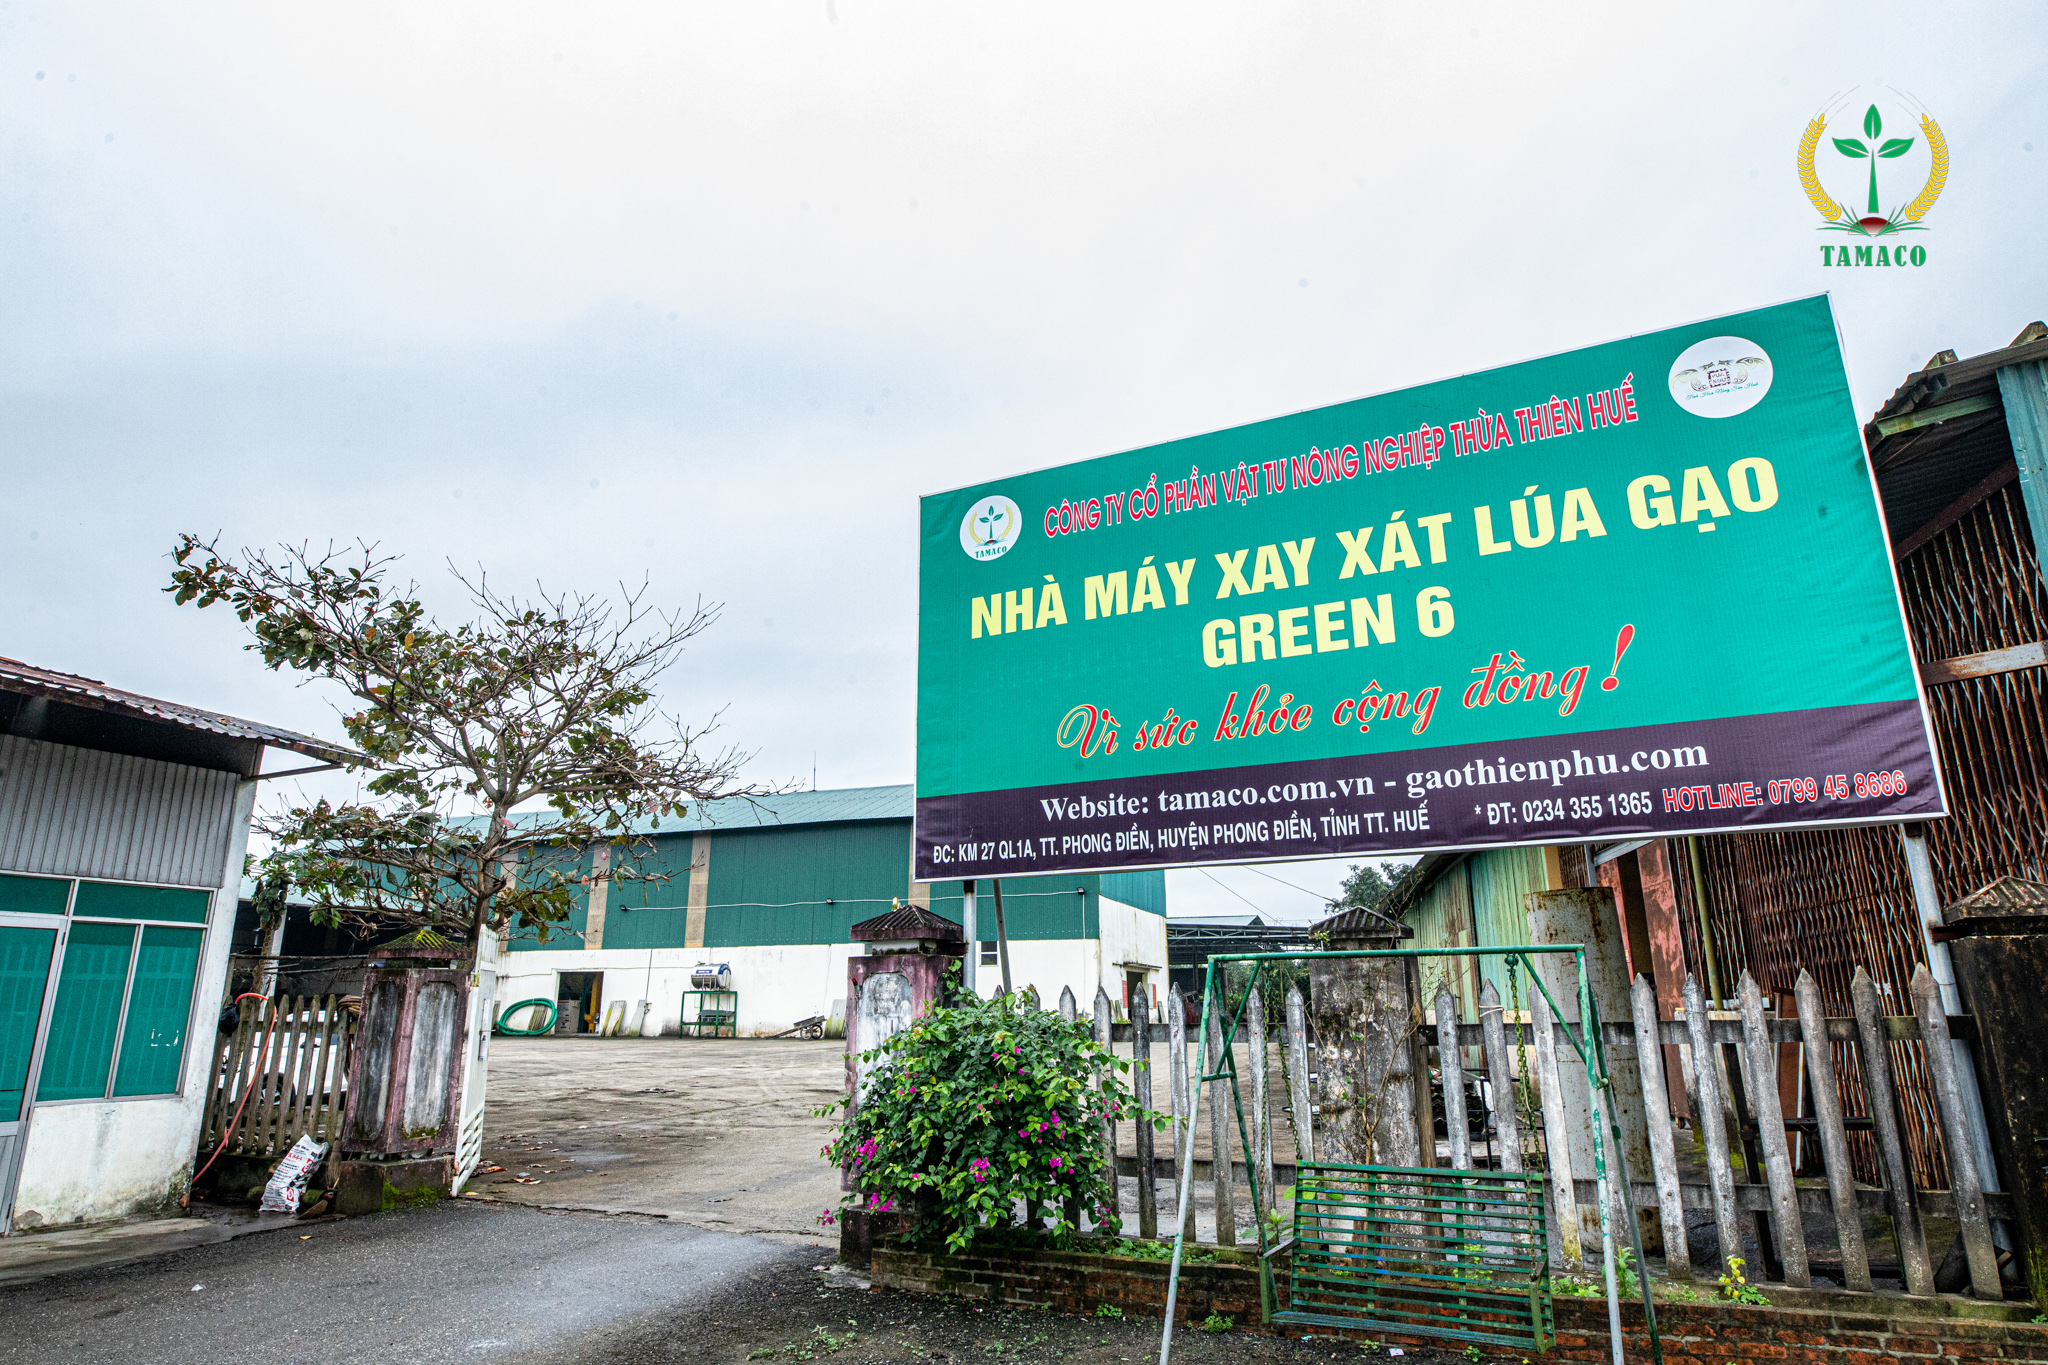 TAMACO
CÔNG TY CỔ PHẦN VẬT TƯ NÔNG NGHIỆP THỪA THIÊN HUẾ
TAMACO
NHÀ MÁY XAY XÁT LÚA GẠO
GREEN 6
Vì sức khỏe cộng đồng!
Website: tamaco.com.vn - gaothienphu.com
ĐC: KM 27 QL1A, TT. PHONG ĐIỀN, HUYỆN PHONG ĐIỀN, TỈNH TT. HUẾ * ĐT: 0234 355 1365 HOTLINE: 0799 45 8686